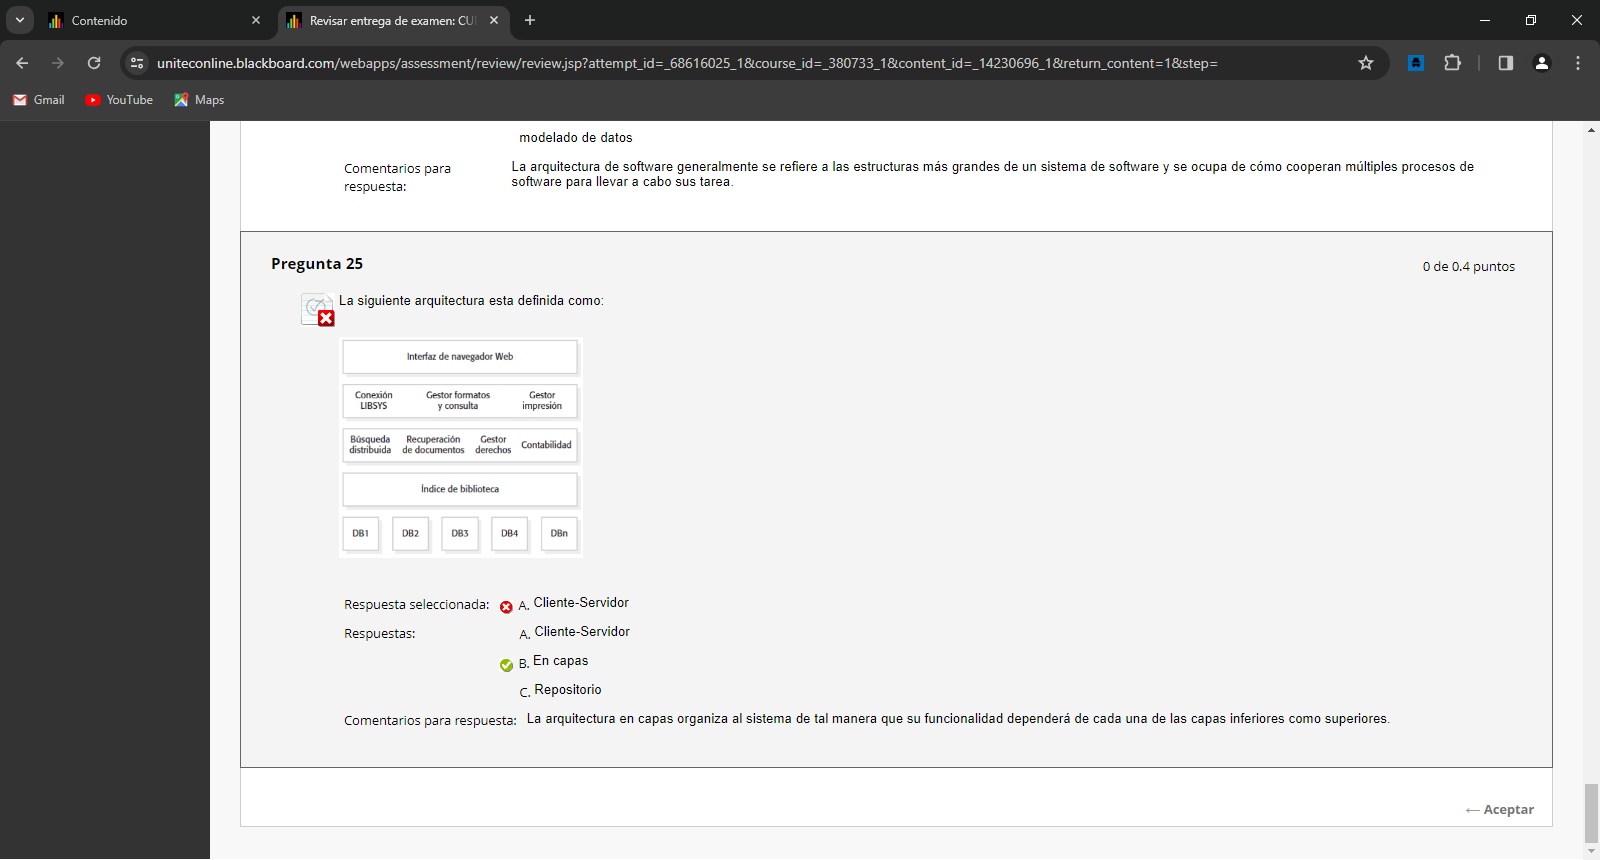 Contenido
Revisar entrega de examen: CU
uniteconline.blackboard.com/webapps/assessment/review/review.jsp?attempt_id=_68616025_1&course_id=_380733_1&content_id=_14230696_1&return_content=1&step=
Gmail
YouTube
Maps
modelado de datos
Comentarios para respuesta:
La arquitectura de software generalmente se refiere a las estructuras más grandes de un sistema de software y se ocupa de cómo cooperan múltiples procesos de
software para llevar a cabo sus tarea.
Pregunta 25
0 de 0.4 puntos
La siguiente arquitectura esta definida como:
Interfaz de navegador Web
Conexión LIBSYS
Gestor formatos y consulta
Gestor impresión
Búsqueda distribuida
Recuperación de documentos
Gestor derechos
Contabilidad
Índice de biblioteca
DB1 DB2 DB3 DB4 DBn
Respuesta seleccionada: A. Cliente-Servidor
Respuestas: A. Cliente-Servidor
B. En capas
C. Repositorio
Comentarios para respuesta: La arquitectura en capas organiza al sistema de tal manera que su funcionalidad dependerá de cada una de las capas inferiores como superiores.
← Aceptar